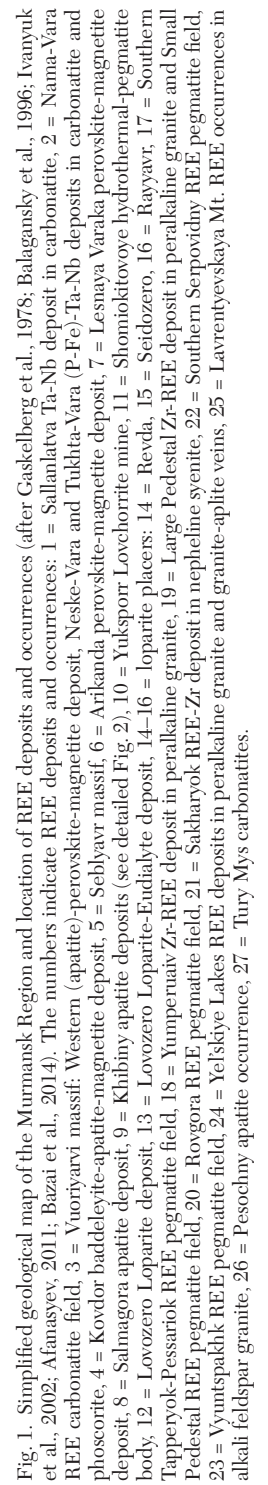 Fig. 1. Simplified geological map of the Murmansk Region and location of REE deposits and occurrences (after Gaskelberg et al., 1978; Balagansky et al., 1996; Ivanyuk
et al., 2002; Afanasyev, 2011; Bazai et al., 2014). The numbers indicate REE deposits and occurrences: 1 = Sallanlatva Ta-Nb deposit in carbonatite, 2 = Nama-Vara
REE carbonatite field, 3 = Vuoriyarvi massif: Western (apatite)-perovskite-magnetite deposit, Neske-Vara and Tukhta-Vara (P-Fe)-Ta-Nb deposits in carbonatite and
phoscorite, 4 = Kovdor baddeleyite-apatite-magnetite deposit, 5 = Seblyavr massif, 6 = Arikanda perovskite-magnetite deposit, 7 = Lesnaya Varaka perovskite-magnetite
deposit, 8 = Salmagora apatite deposit, 9 = Khibiny apatite deposits (see detailed Fig. 2), 10 = Yuksporr Lovchorrite mine, 11 = Shomiokitovoye hydrothermal-pegmatite
body, 12 = Lovozero Loparite deposit, 13 = Lovozero Loparite-Eudialyte deposit, 14–16 = loparite placers: 14 = Revda, 15 = Seidozero, 16 = Rayyavr, 17 = Southern
Tapperyok-Pessariok REE pegmatite field, 18 = Yumperuaiv Zr-REE deposit in peralkaline granite, 19 = Large Pedestal Zr-REE deposit in peralkaline granite and Small
Pedestal REE pegmatite field, 20 = Rovgora REE pegmatite field, 21 = Sakharyok REE-Zr deposit in nepheline syenite, 22 = Southern Serpovidny REE pegmatite field,
23 = Vyuntspakhk REE pegmatite field, 24 = Yel'skiye Lakes REE deposits in peralkaline granite and granite-aplite veins, 25 = Lavrentyevskaya Mt. REE occurrences in
alkali feldspar granite, 26 = Pesochny apatite occurrence, 27 = Tury Mys carbonatites.